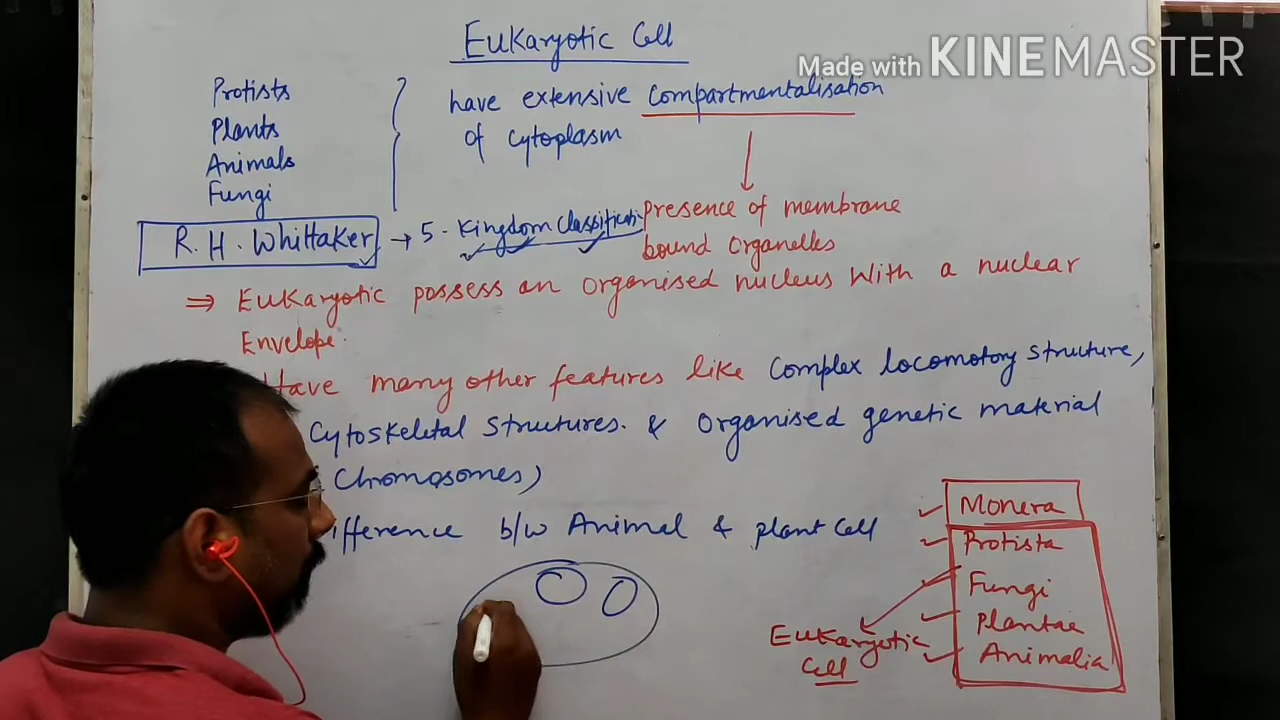 Eukaryotic Cell
Made with KINEMASTER
Protists
Plants
Animals
Fungi
have extensive compartmentalisation
of cytoplasm
R. H. Whittaker → 5 - Kingdom Classification
Presence of membrane
bound organelles
⇒ Eukaryotic possess an organised nucleus with a nuclear
Envelope.
Have many other features like Complex locomotory structure,
Cytoskeletal Structures. & Organised genetic material
Chromosomes)
ifference b/w Animal & plant Cell
Monera
Protista
Fungi
Plantae
Animalia
Eukaryotic
Cell